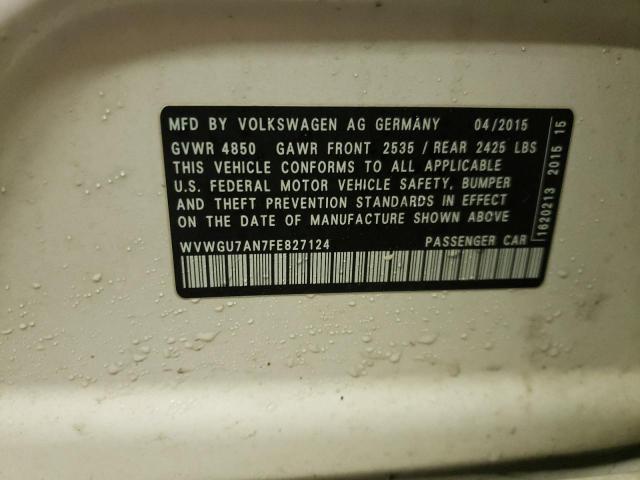 MFD BY VOLKSWAGEN AG GERMANY 04/2015
GVWR 4850 GAWR FRONT 2535 / REAR 2425 LBS
THIS VEHICLE CONFORMS TO ALL APPLICABLE
U.S. FEDERAL MOTOR VEHICLE SAFETY, BUMPER
AND THEFT PREVENTION STANDARDS IN EFFECT
ON THE DATE OF MANUFACTURE SHOWN ABOVE
WVWGU7AN7FE827124 PASSENGER CAR
1620213 2015 15